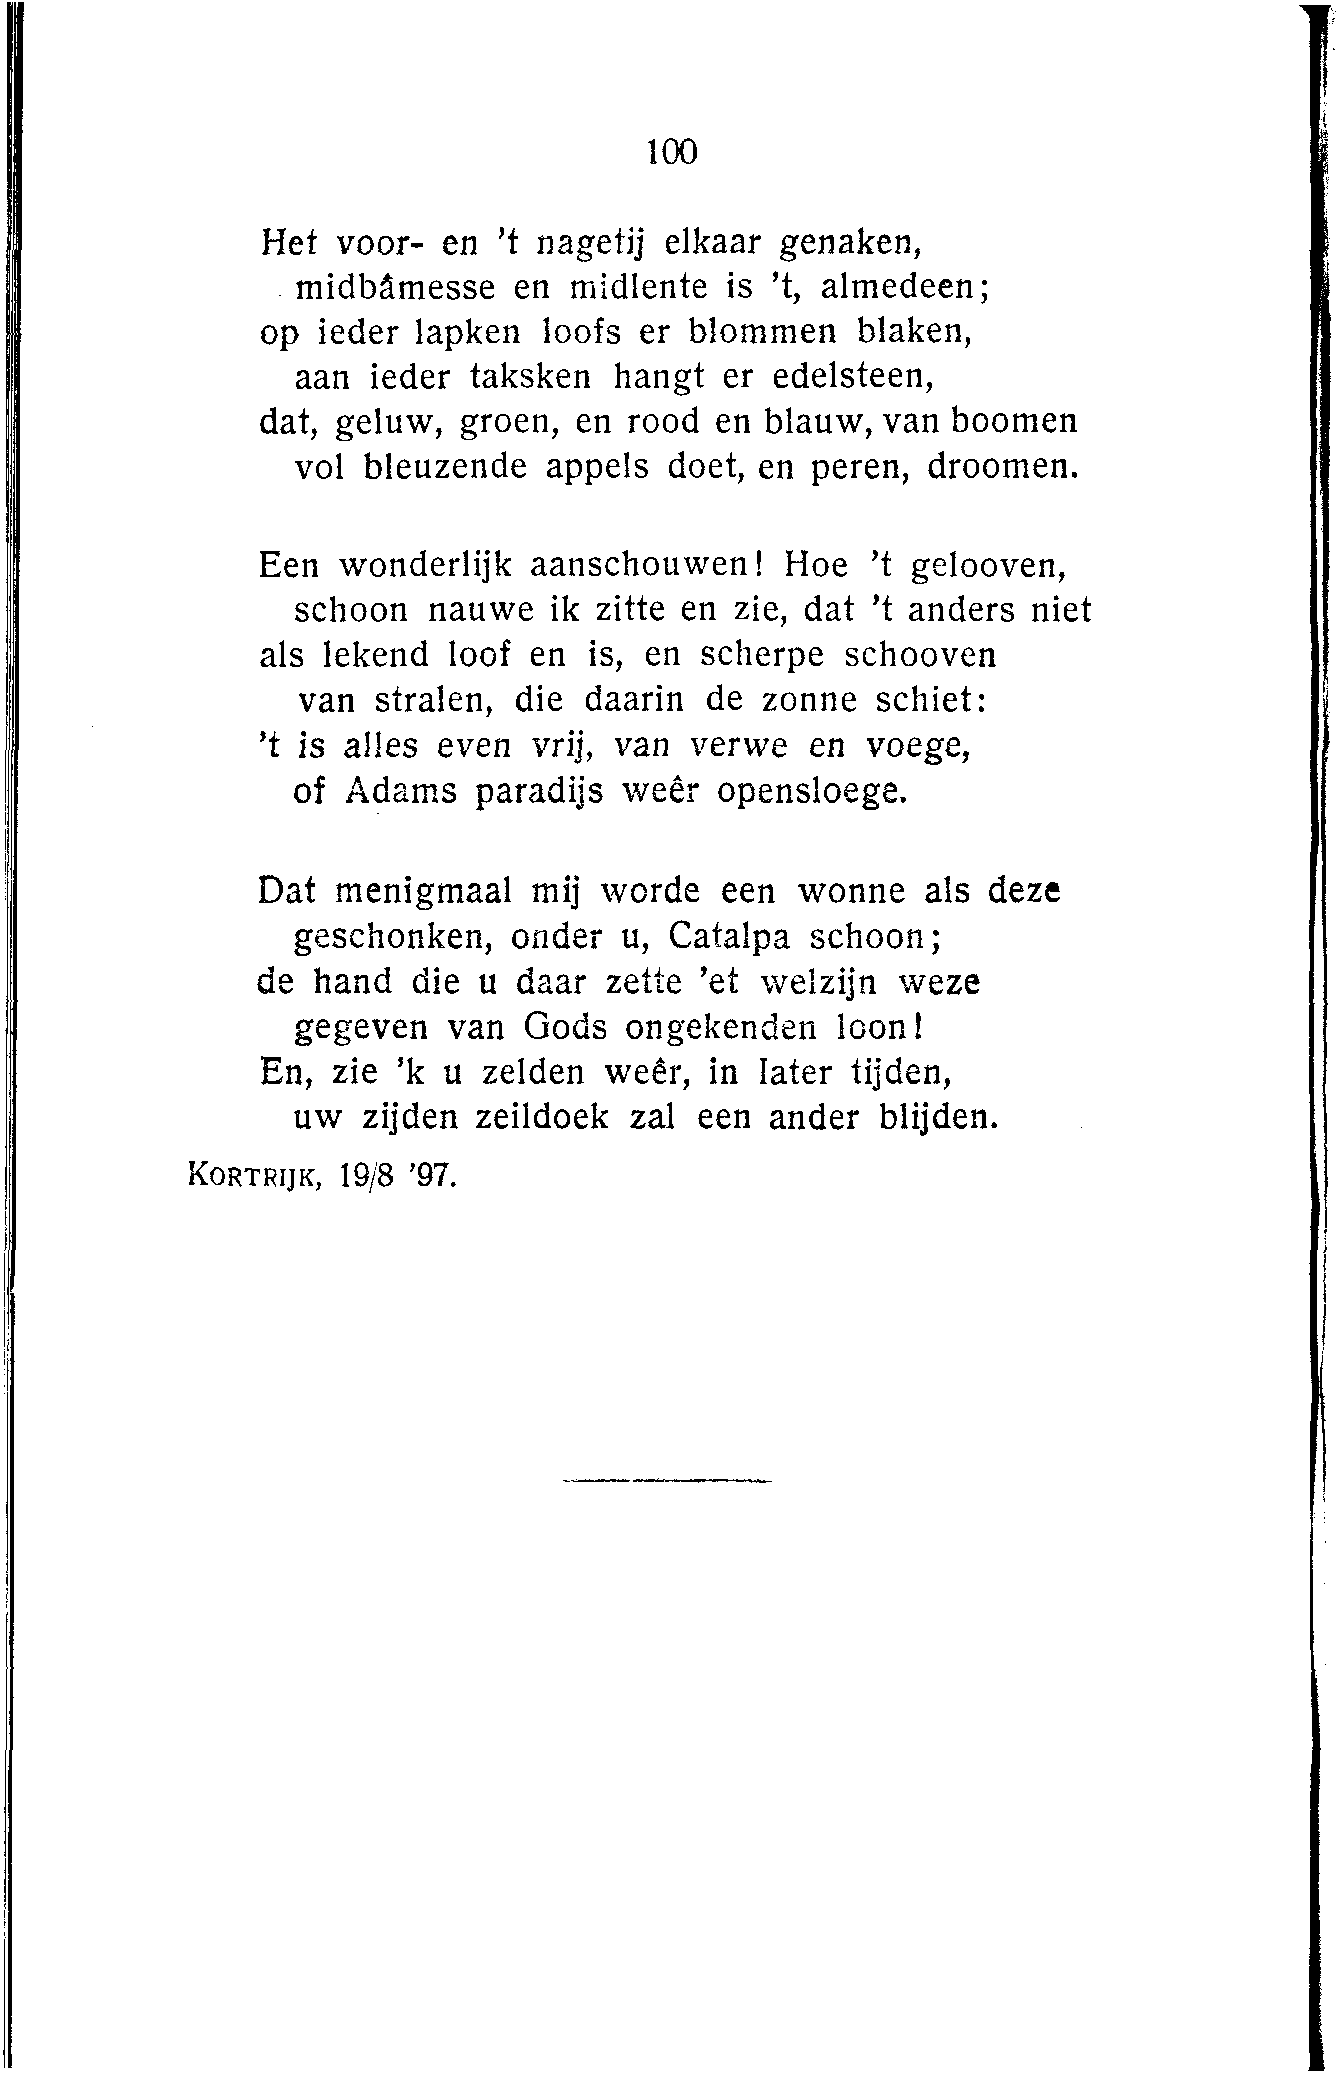 100
Het voor- en 't nagetij elkaar genaken,
midbâmesse en midlente is 't, almedeen;
op ieder lapken loofs er blommen blaken,
aan ieder taksken hangt er edelsteen,
dat, geluw, groen, en rood en blauw, van boomen
vol bleuzende appels doet, en peren, droomen.
Een wonderlijk aanschouwen! Hoe 't gelooven,
schoon nauwe ik zitte en zie, dat 't anders niet
als lekend loof en is, en scherpe schooven
van stralen, die daarin de zonne schiet:
't is alles even vrij, van verwe en voege,
of Adams paradijs weêr opensloege.
Dat menigmaal mij worde een wonne als deze
geschonken, onder u, Catalpa schoon;
de hand die u daar zette 'et welzijn weze
gegeven van Gods ongekenden loon!
En, zie 'k u zelden weêr, in later tijden,
uw zijden zeildoek zal een ander blijden.
KORTRIJK, 19/8 '97.